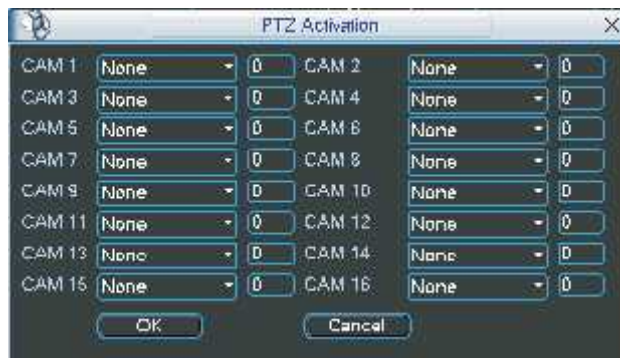 PTZ Activation
CAM 1 None 0 CAM 2 None 0
CAM 3 None 0 CAM 4 None 0
CAM 5 None 0 CAM 6 None 0
CAM 7 None 0 CAM 8 None 0
CAM 9 None 0 CAM 10 None 0
CAM 11 None 0 CAM 12 None 0
CAM 13 None 0 CAM 14 None 0
CAM 15 None 0 CAM 16 None 0
OK Cancel